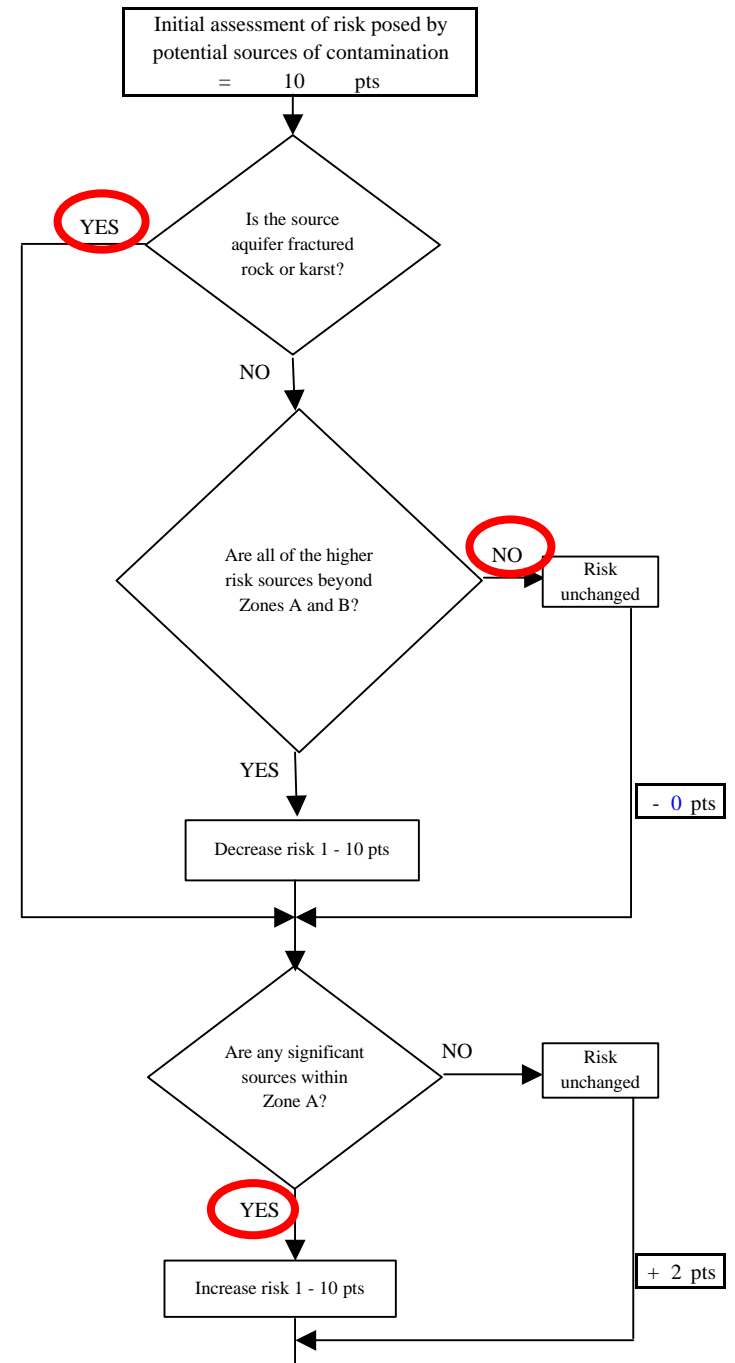 Initial assessment of risk posed by
potential sources of contamination
= 10 pts
YES
Is the source
aquifer fractured
rock or karst?
NO
Are all of the higher
risk sources beyond
Zones A and B?
NO
Risk
unchanged
YES
- 0 pts
Decrease risk 1 - 10 pts
Are any significant
sources within
Zone A?
NO
Risk
unchanged
YES
+ 2 pts
Increase risk 1 - 10 pts